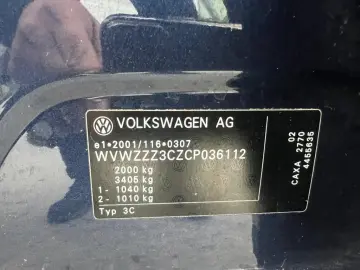 VOLKSWAGEN AG
e1*2001/116*0307
WVWZZZ3CZCP036112
2000 kg
3405 kg
1 - 1040 kg
2 - 1010 kg
Typ 3C
02
CAXA 2770
4455635